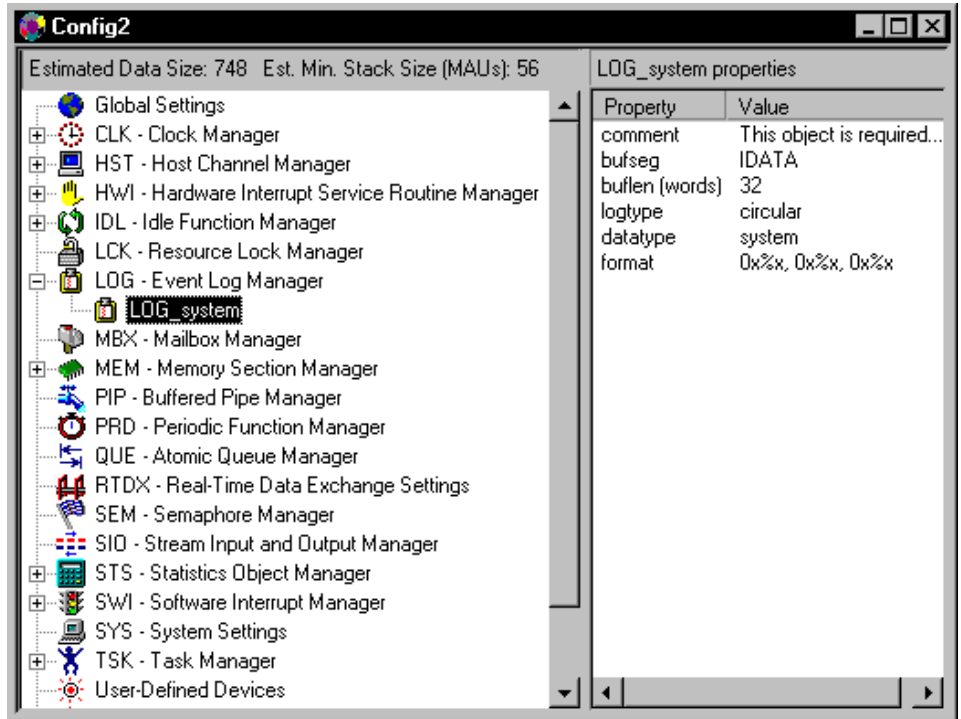 Config2
Estimated Data Size: 748 Est. Min. Stack Size (MAUs): 56
Global Settings
CLK - Clock Manager
HST - Host Channel Manager
HWI - Hardware Interrupt Service Routine Manager
IDL - Idle Function Manager
LCK - Resource Lock Manager
LOG - Event Log Manager
LOG_system
MBX - Mailbox Manager
MEM - Memory Section Manager
PIP - Buffered Pipe Manager
PRD - Periodic Function Manager
QUE - Atomic Queue Manager
RTDX - Real-Time Data Exchange Settings
SEM - Semaphore Manager
SIO - Stream Input and Output Manager
STS - Statistics Object Manager
SWI - Software Interrupt Manager
SYS - System Settings
TSK - Task Manager
User-Defined Devices
LOG_system properties
Property Value
comment This object is required...
bufseg IDATA
buflen (words) 32
logtype circular
datatype system
format 0x%x, 0x%x, 0x%x